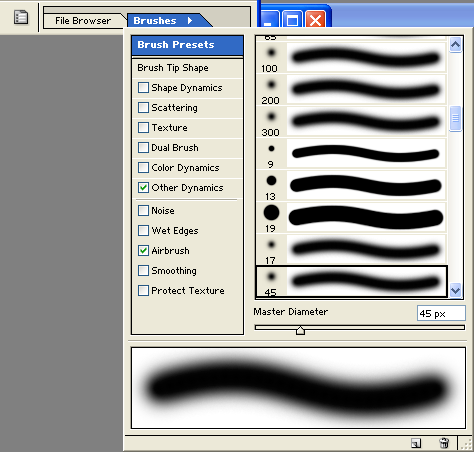 File Browser
Brushes
Brush Presets
Brush Tip Shape
Shape Dynamics
Scattering
Texture
Dual Brush
Color Dynamics
Other Dynamics
Noise
Wet Edges
Airbrush
Smoothing
Protect Texture
65
100
200
300
9
13
19
17
45
Master Diameter
45 px